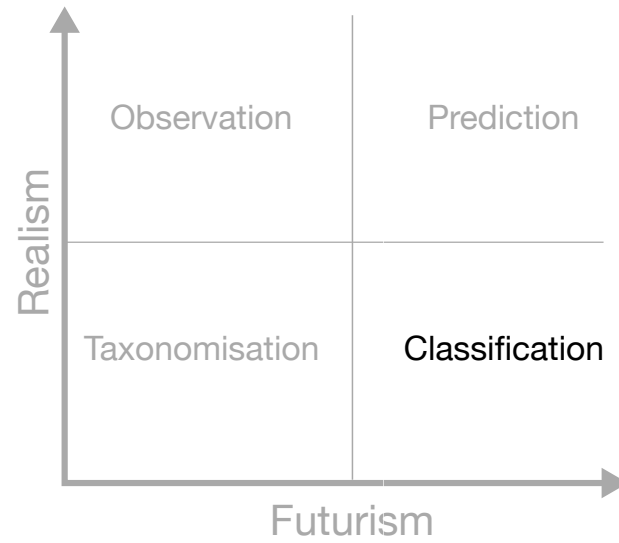 Observation
Prediction
Realism
Taxonomisation
Classification
Futurism